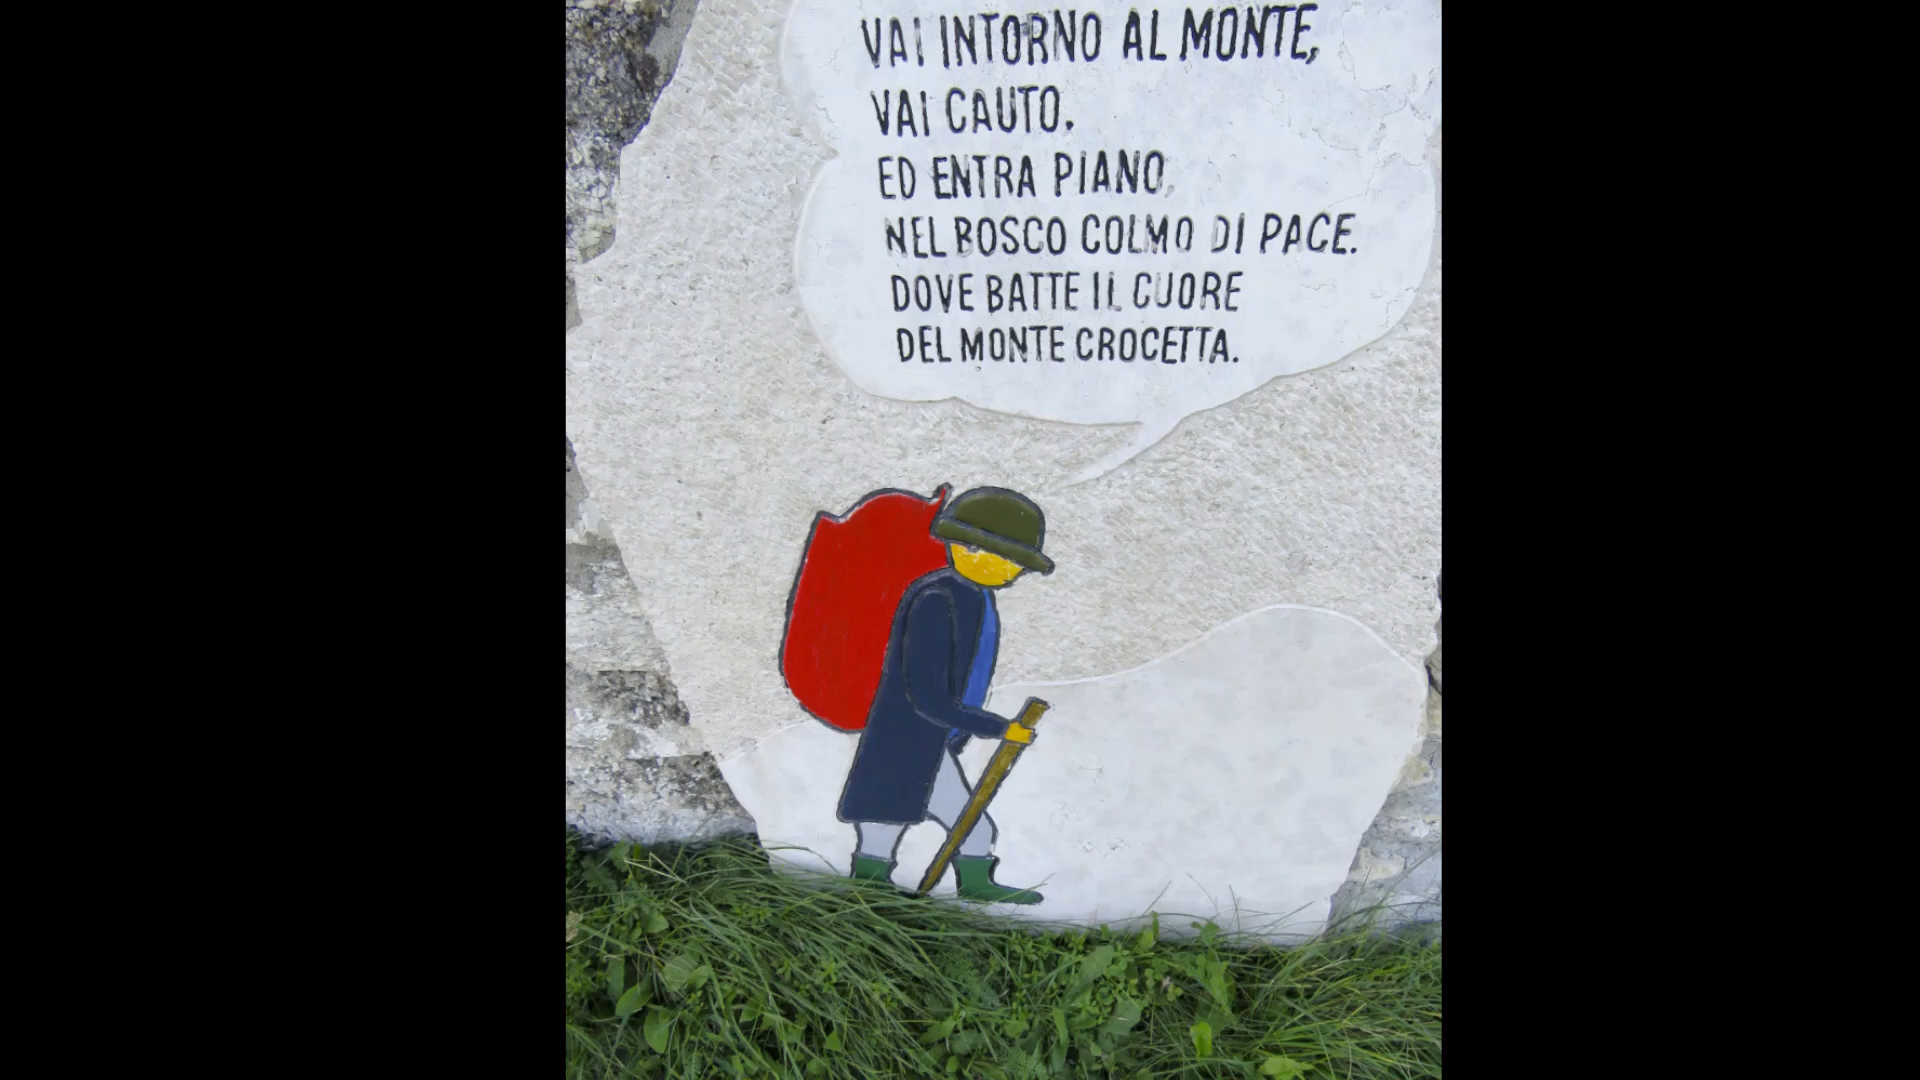 VAI INTORNO AL MONTE,
VAI CAUTO.
ED ENTRA PIANO,
NEL BOSCO COLMO DI PACE.
DOVE BATTE IL CUORE
DEL MONTE CROCETTA.